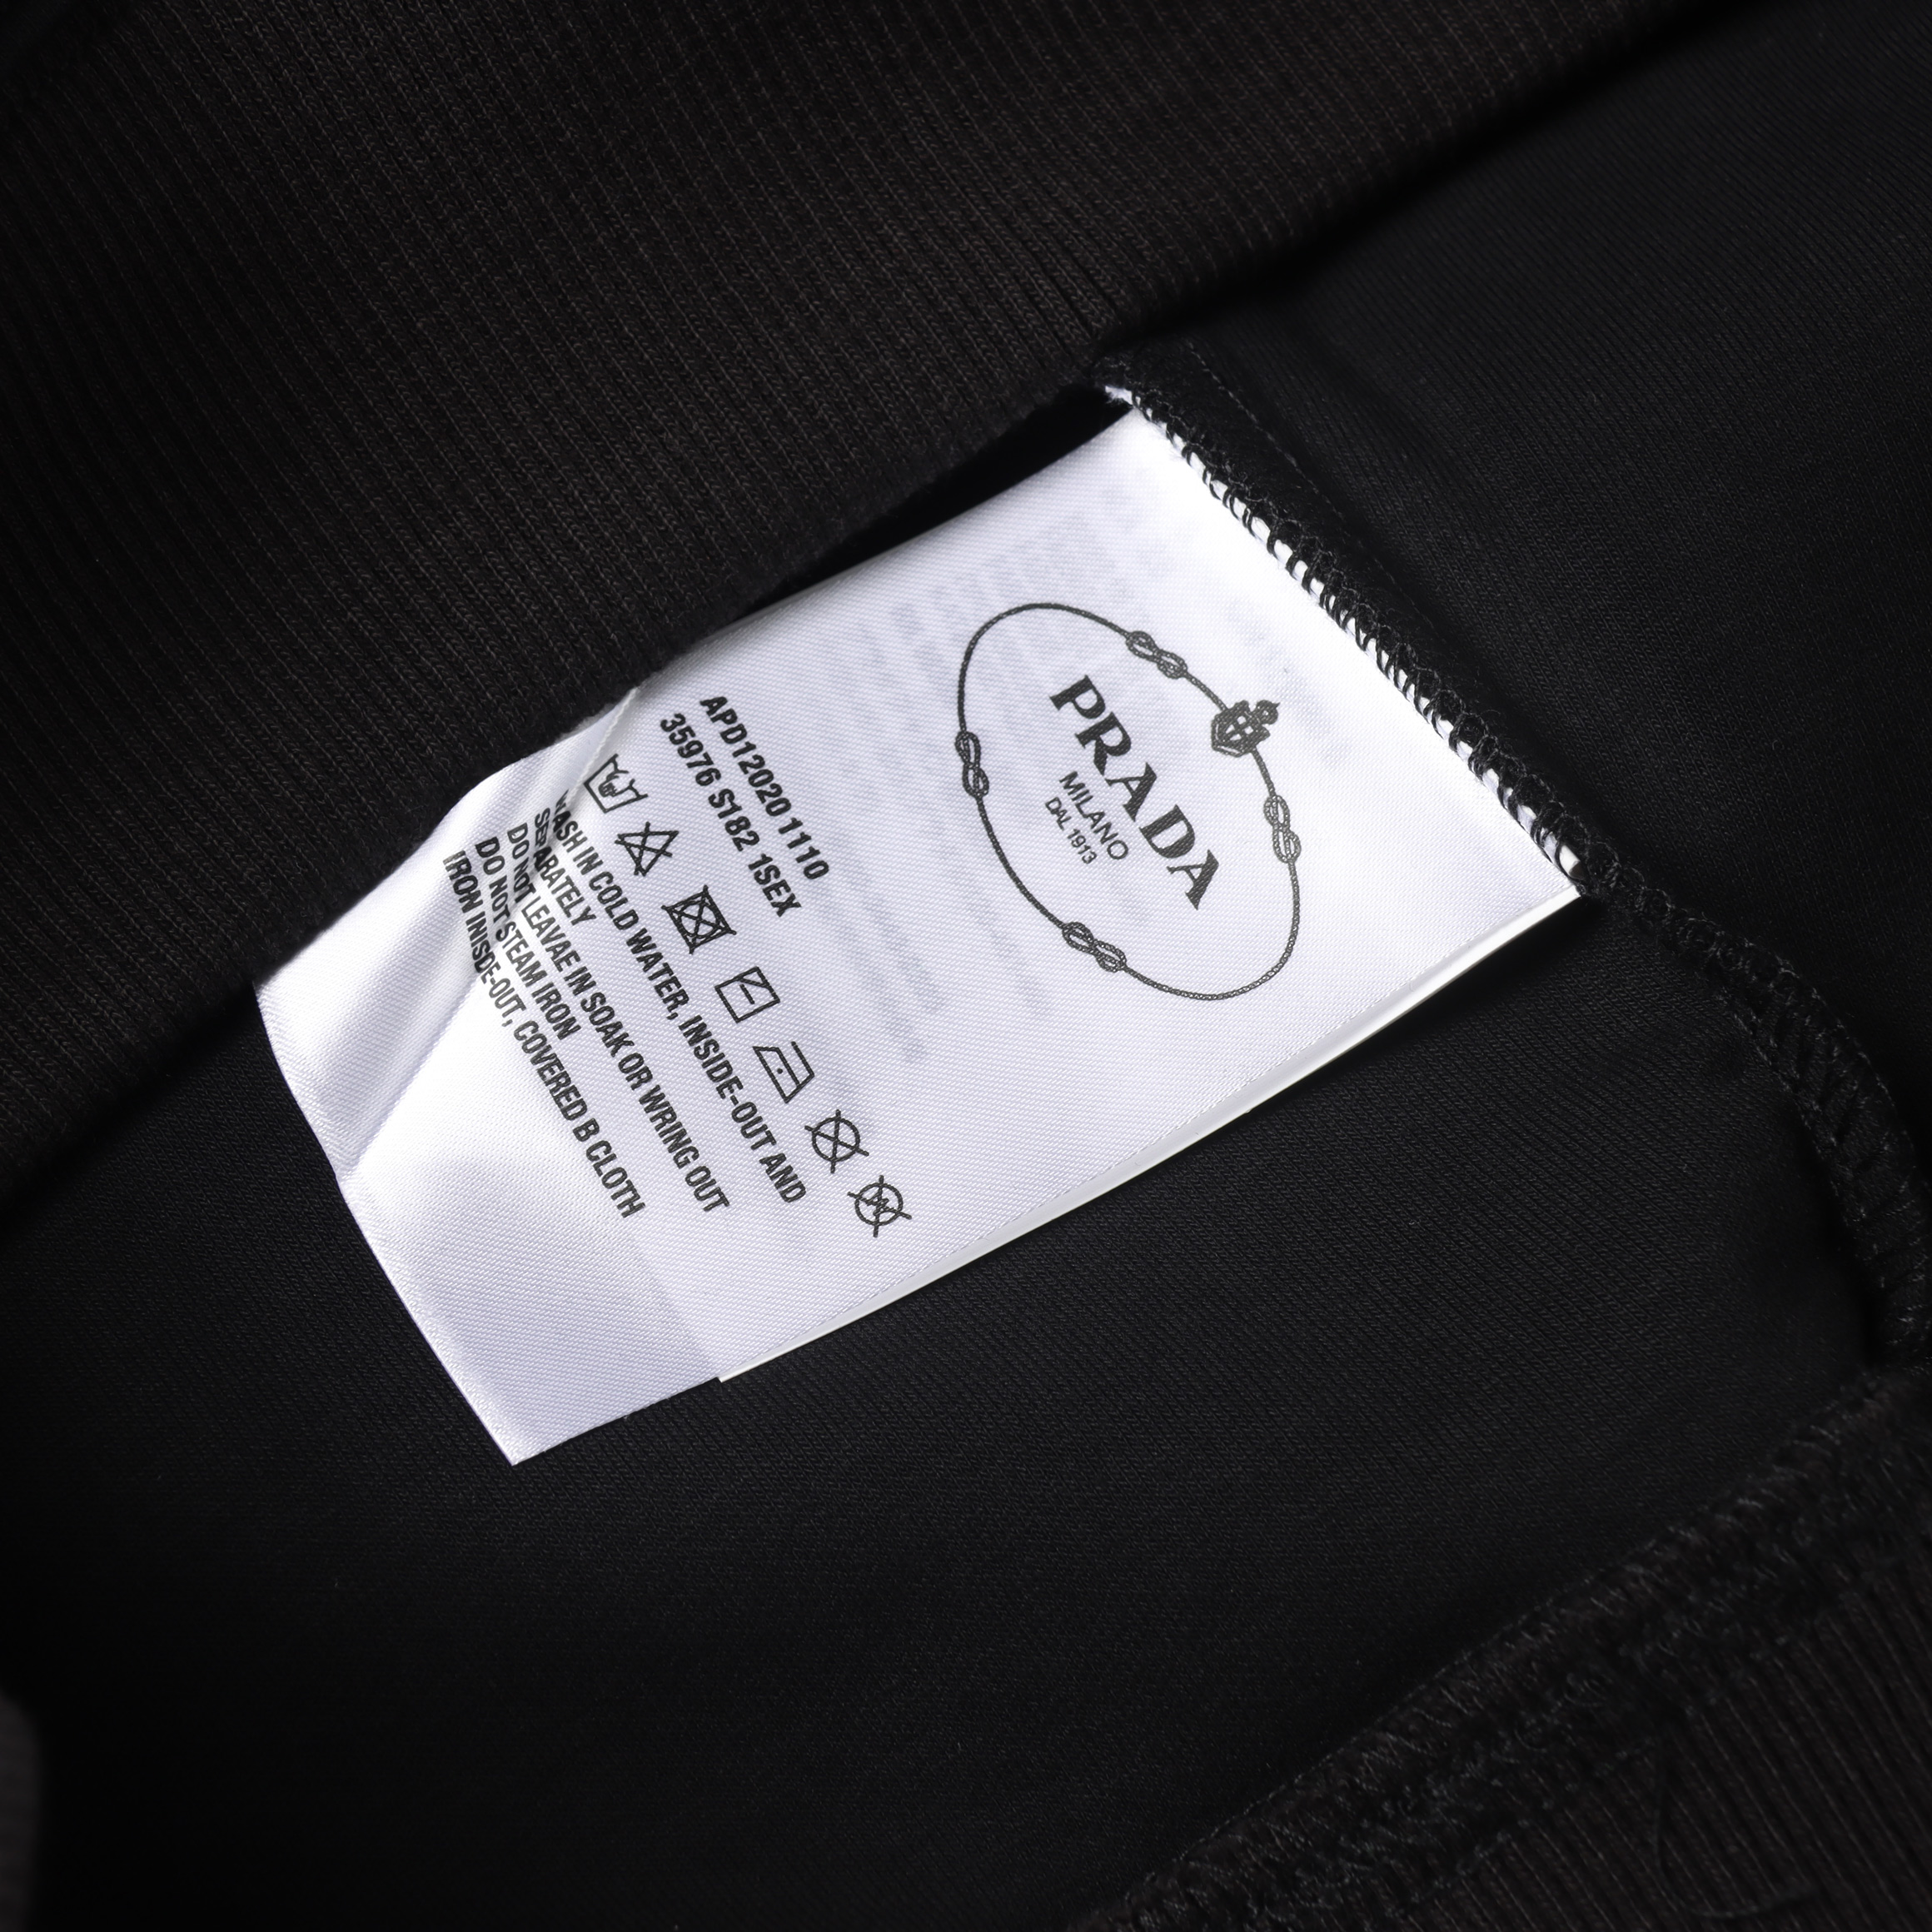 PRADA
MILANO
DAL 1913
APD12020 1110
35976 S182 1SEX
WASH IN COLD WATER, INSIDE-OUT AND
SEPARATELY
DO NOT LEAVAE IN SOAK OR WRING OUT
DO NOT STEAM IRON
IRON INISDE-OUT, COVERED B CLOTH